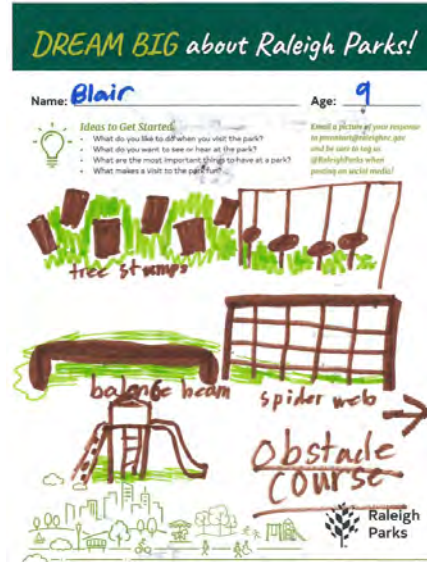 DREAM BIG about Raleigh Parks!
Name: Blair Age: 9
Ideas to Get Started:
• What do you like to do when you visit the park?
• What do you want to see or hear at the park?
• What are the most important things to have at a park?
• What makes a visit to the park fun?
Email a picture of your response
and be sure to tag us
@RaleighParks when
posting on social media!
tree stumps
balance beam
spider web
obstacle
course
Raleigh
Parks